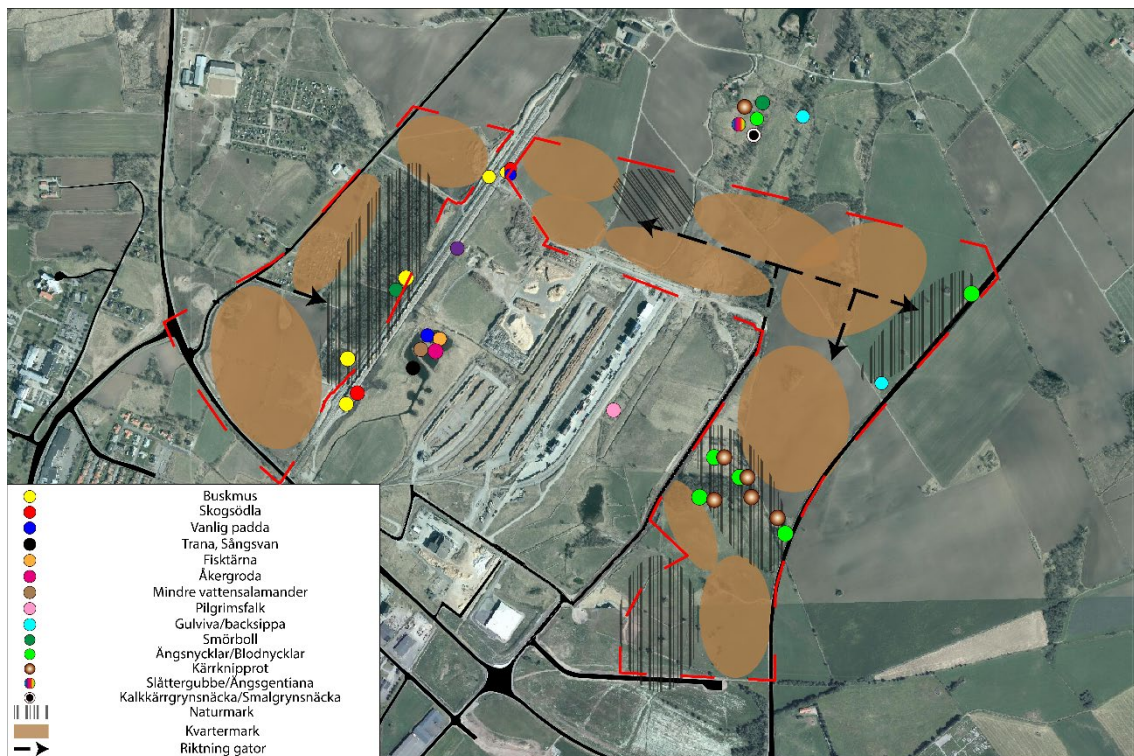 Buskmus
Skogsödla
Vanlig padda
Trana, Sångsvan
Fisktärna
Åkergroda
Mindre vattensalamander
Pilgrimsfalk
Gulviva/backsippa
Smörboll
Ängsnycklar/Blodnycklar
Kärrknipprot
Slåttergubbe/Ängsgentiana
Kalkkärrgrynsnäcka/Smalgrynsnäcka
Naturmark
Kvartermark
Riktning gator